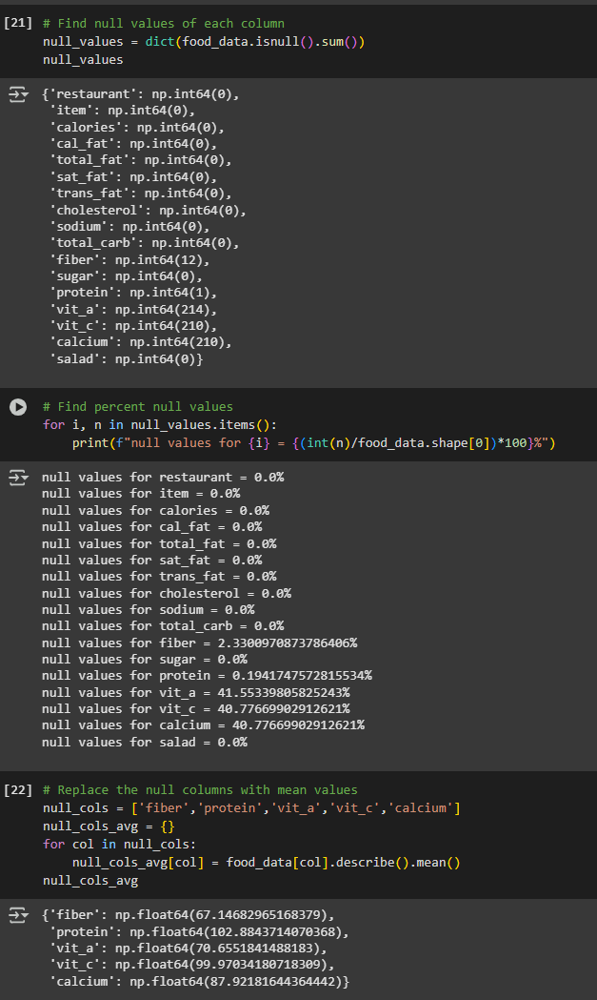 [21] # Find null values of each column
null_values = dict(food_data.isnull().sum())
null_values
{'restaurant': np.int64(0),
'item': np.int64(0),
'calories': np.int64(0),
'cal_fat': np.int64(0),
'total_fat': np.int64(0),
'sat_fat': np.int64(0),
'trans_fat': np.int64(0),
'cholesterol': np.int64(0),
'sodium': np.int64(0),
'total_carb': np.int64(0),
'fiber': np.int64(12),
'sugar': np.int64(0),
'protein': np.int64(1),
'vit_a': np.int64(214),
'vit_c': np.int64(210),
'calcium': np.int64(210),
'salad': np.int64(0)}
# Find percent null values
for i, n in null_values.items():
print(f"null values for {i} = {(int(n)/food_data.shape[0])*100}%")
null values for restaurant = 0.0%
null values for item = 0.0%
null values for calories = 0.0%
null values for cal_fat = 0.0%
null values for total_fat = 0.0%
null values for sat_fat = 0.0%
null values for trans_fat = 0.0%
null values for cholesterol = 0.0%
null values for sodium = 0.0%
null values for total_carb = 0.0%
null values for fiber = 2.3300970873786406%
null values for sugar = 0.0%
null values for protein = 0.1941747572815534%
null values for vit_a = 41.55339805825243%
null values for vit_c = 40.77669902912621%
null values for calcium = 40.77669902912621%
null values for salad = 0.0%
[22] # Replace the null columns with mean values
null_cols = ['fiber','protein','vit_a','vit_c','calcium']
null_cols_avg = {}
for col in null_cols:
null_cols_avg[col] = food_data[col].describe().mean()
null_cols_avg
{'fiber': np.float64(67.14682965168379),
'protein': np.float64(102.8843714070368),
'vit_a': np.float64(70.6551841488183),
'vit_c': np.float64(99.97034180718309),
'calcium': np.float64(87.92181644364442)}